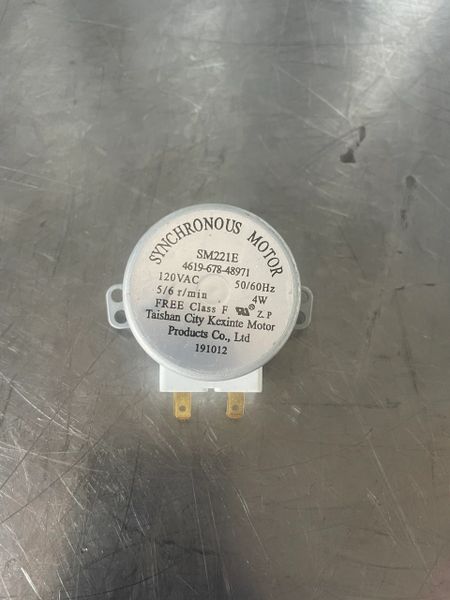 SYNCHRONOUS MOTOR
SM221E
4619-678-48971
120VAC 50/60Hz
5/6 r/min 4W
FREE Class F Z.P
Taishan City Kexinte Motor
Products Co., Ltd
191012